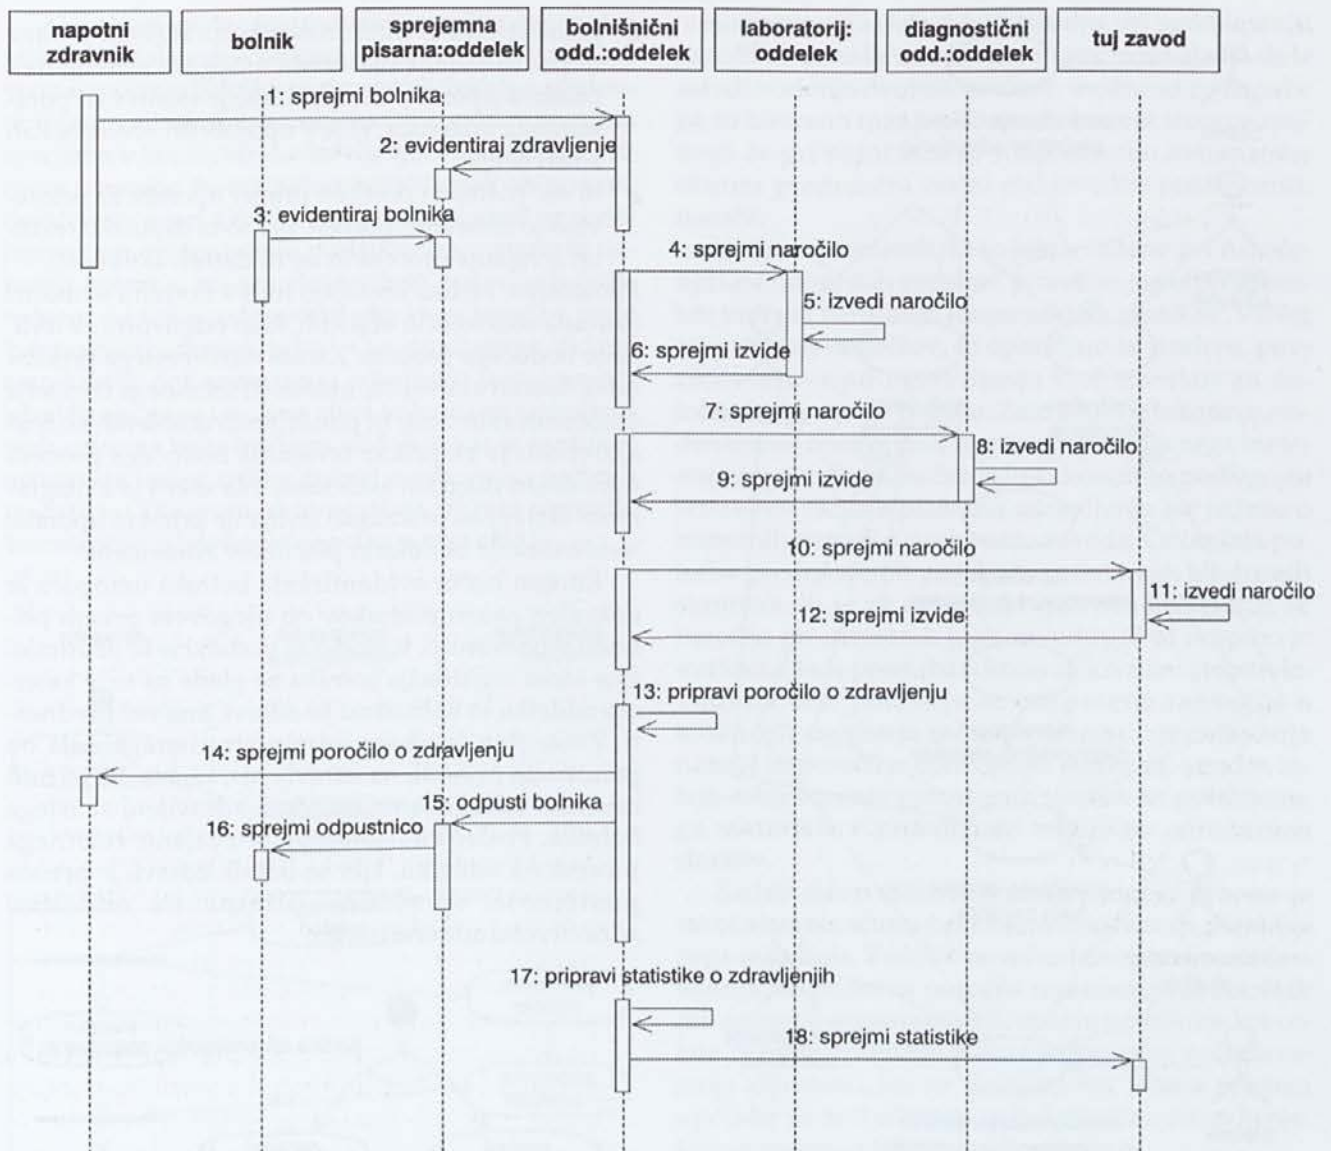 napotni
zdravnik
bolnik
sprejemna
pisarna:oddelek
bolnišnični
odd.:oddelek
laboratorij:
oddelek
diagnostični
odd.:oddelek
tuj zavod
1: sprejmi bolnika
2: evidentiraj zdravljenje
3: evidentiraj bolnika
4: sprejmi naročilo
5: izvedi naročilo
6: sprejmi izvide
7: sprejmi naročilo
8: izvedi naročilo
9: sprejmi izvide
10: sprejmi naročilo
11: izvedi naročilo
12: sprejmi izvide
13: pripravi poročilo o zdravljenju
14: sprejmi poročilo o zdravljenju
15: odpusti bolnika
16: sprejmi odpustnico
17: pripravi statistike o zdravljenjih
18: sprejmi statistike